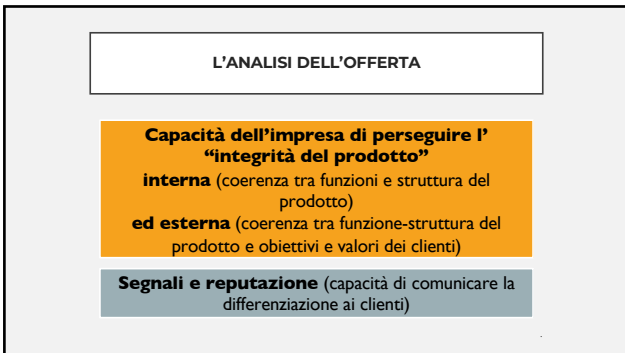 L'ANALISI DELL'OFFERTA
Capacità dell'impresa di perseguire l'
"integrità del prodotto"
interna (coerenza tra funzioni e struttura del
prodotto)
ed esterna (coerenza tra funzione-struttura del
prodotto e obiettivi e valori dei clienti)
Segnali e reputazione (capacità di comunicare la
differenziazione ai clienti)